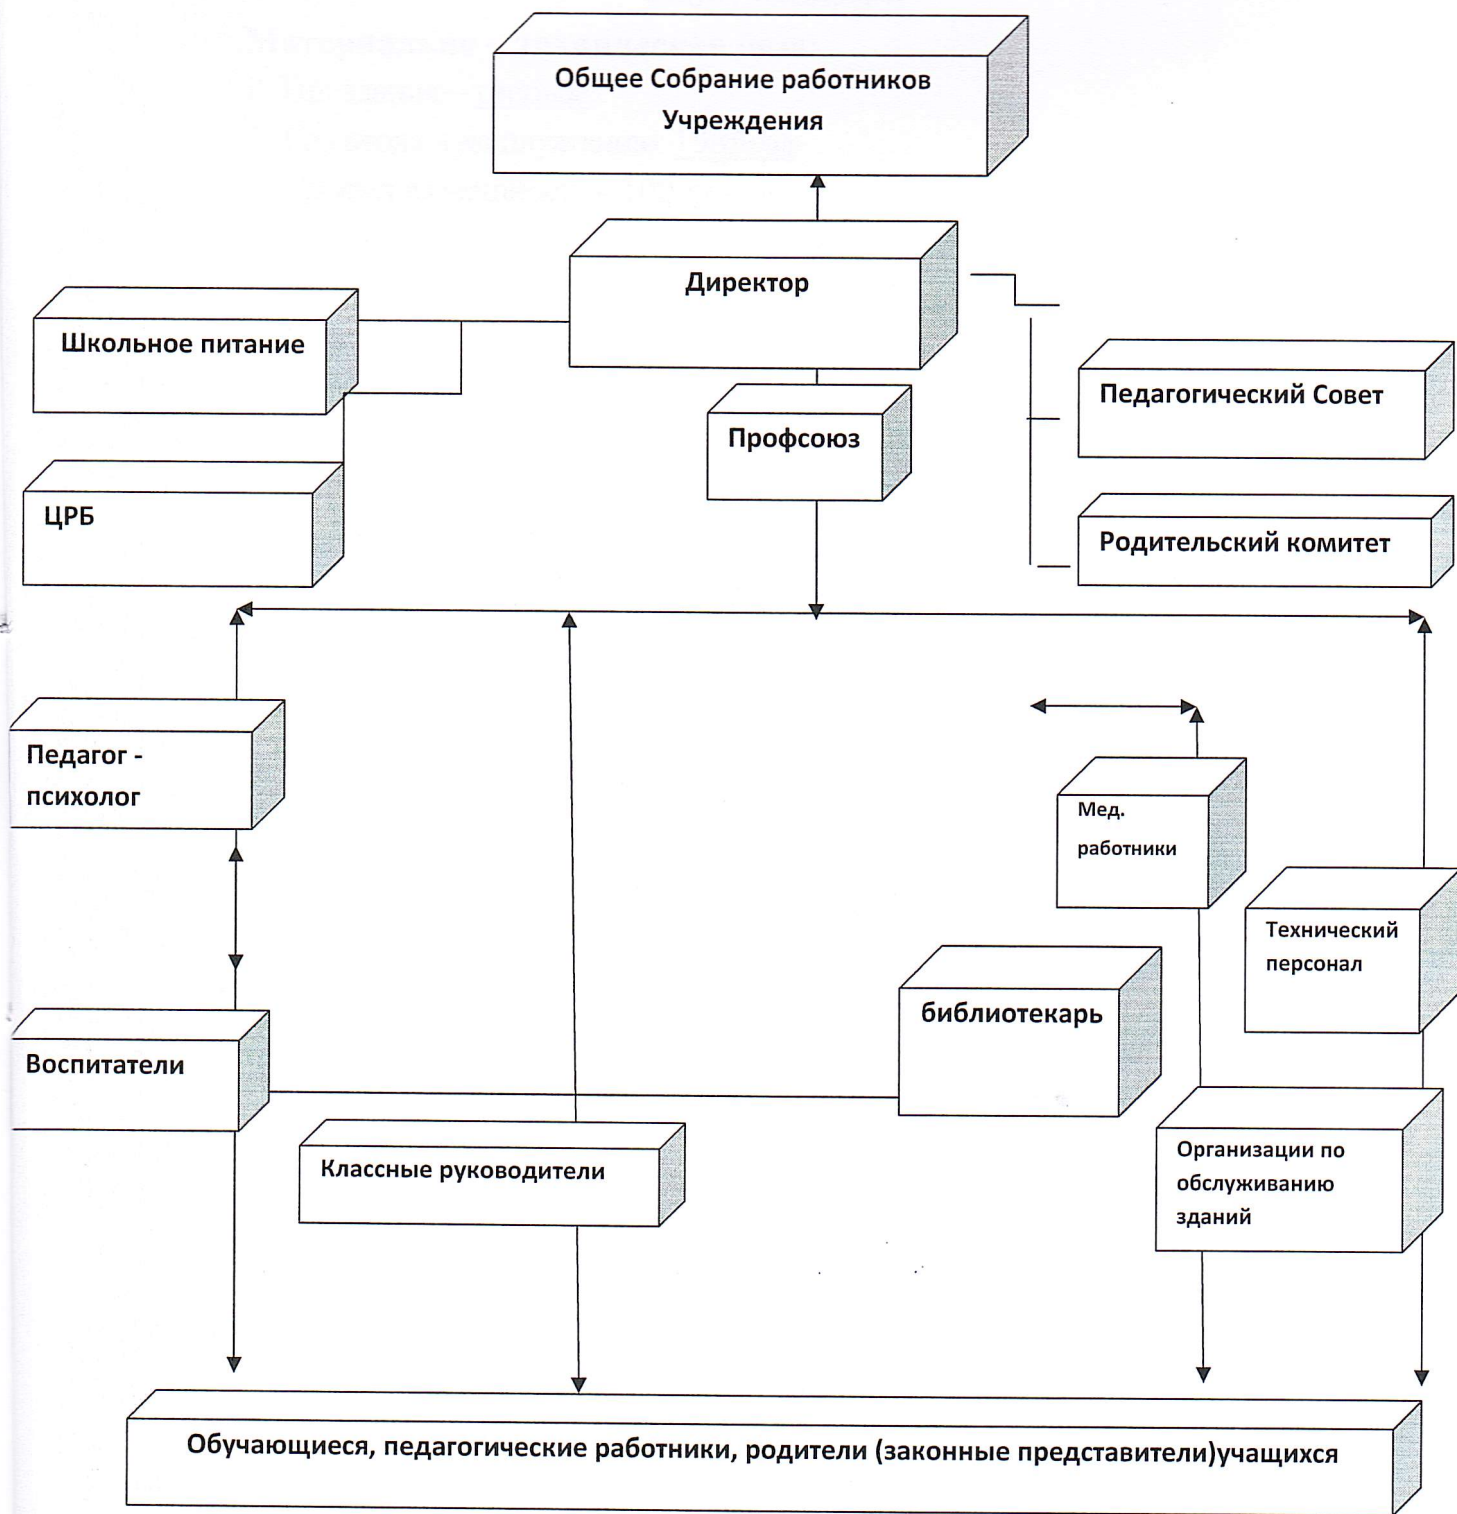 Общее Собрание работников
Учреждения
Директор
Школьное питание
Педагогический Совет
Профсоюз
ЦРБ
Родительский комитет
Педагог -
психолог
Мед.
работники
Технический
персонал
библиотекарь
Воспитатели
Классные руководители
Организации по
обслуживанию
зданий
Обучающиеся, педагогические работники, родители (законные представители)учащихся